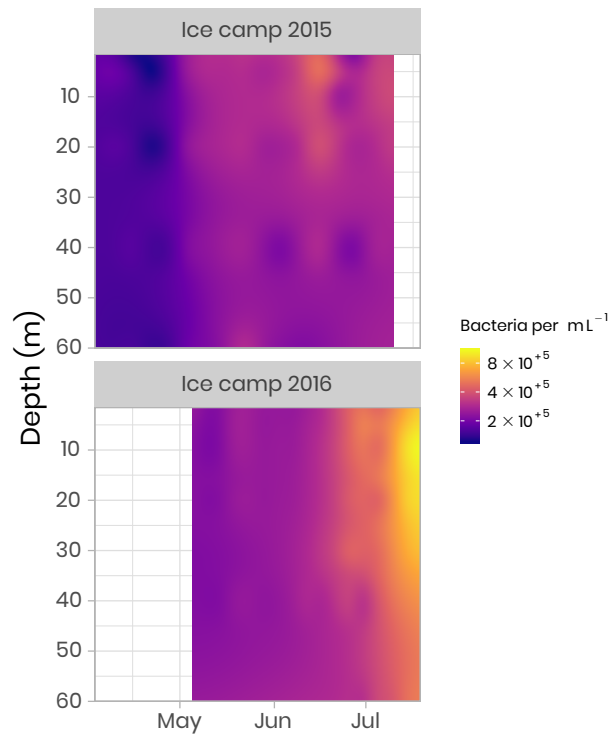 Ice camp 2015
10
20
30
40
50
60
Depth (m)
Bacteria per mL⁻¹
8 × 10⁺⁵
4 × 10⁺⁵
2 × 10⁺⁵
Ice camp 2016
10
20
30
40
50
60
May Jun Jul